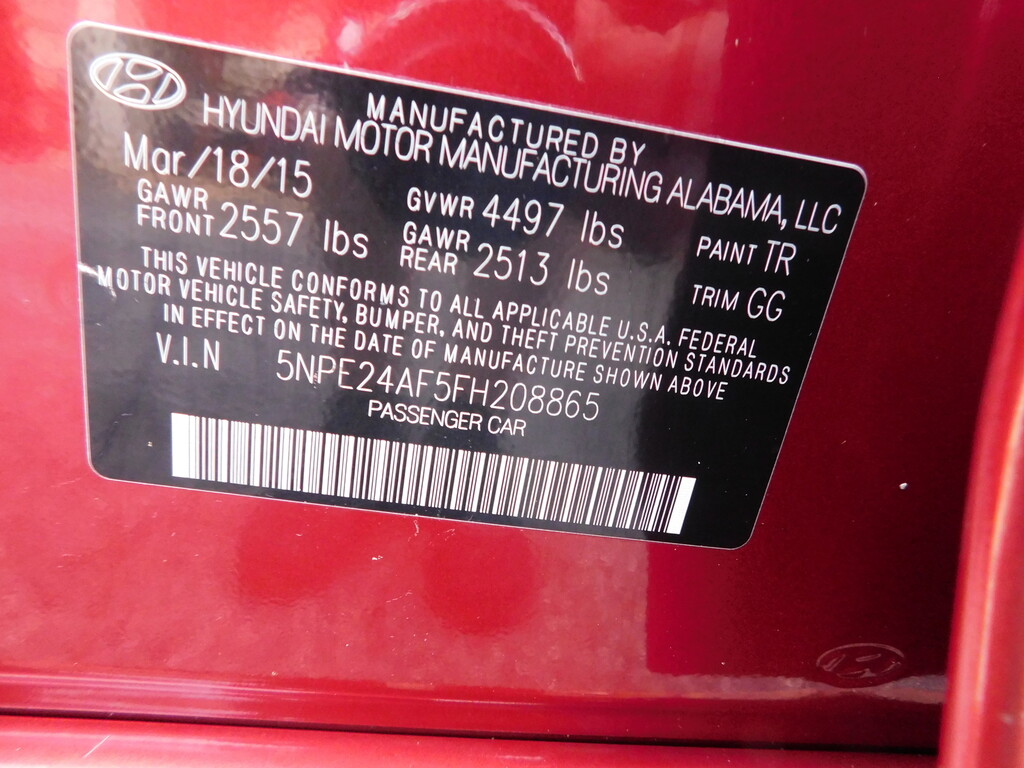 MANUFACTURED BY
HYUNDAI MOTOR MANUFACTURING ALABAMA, LLC
Mar/18/15
GAWR FRONT 2557 lbs
GVWR 4497 lbs
GAWR REAR 2513 lbs
PAINT TR
TRIM GG
THIS VEHICLE CONFORMS TO ALL APPLICABLE U.S.A. FEDERAL
MOTOR VEHICLE SAFETY, BUMPER, AND THEFT PREVENTION STANDARDS
IN EFFECT ON THE DATE OF MANUFACTURE SHOWN ABOVE
V.I.N 5NPE24AF5FH208865
PASSENGER CAR